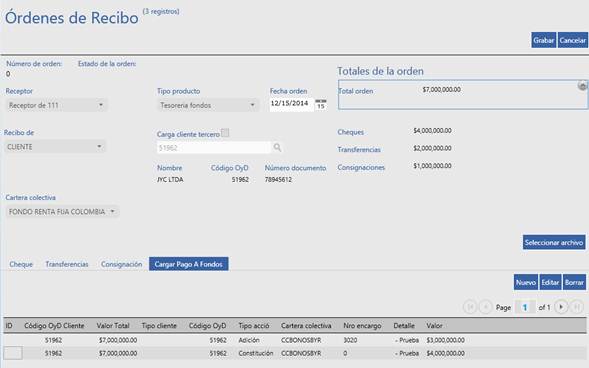 Órdenes de Recibo (3 registros)
Grabar Cancelar
Número de orden: Estado de la orden:
0
Totales de la orden
Receptor Tipo producto Fecha orden
Total orden $7,000,000.00
Receptor de 111 Tesoreria fondos 12/15/2014 15
Recibo de Carga cliente tercero
Cheques $4,000,000.00
CLIENTE 51962
Transferencias $2,000,000.00
Nombre Código OyD Número documento
Consignaciones $1,000,000.00
JYC LTDA 51962 78945612
Cartera colectiva
FONDO RENTA FIJA COLOMBIA
Seleccionar archivo
Cheque Transferencias Consignación Cargar Pago A Fondos
Nuevo Editar Borrar
Page 1 of 1
ID Código OyD Cliente Valor Total Tipo cliente Código OyD Tipo acció Cartera colectiva Nro encargo Detalle Valor
51962 $7,000,000.00 51962 Adición CCBONOSBYR 3020 - Prueba $3,000,000.00
51962 $7,000,000.00 51962 Constitución CCBONOSBYR 0 - Prueba $4,000,000.00